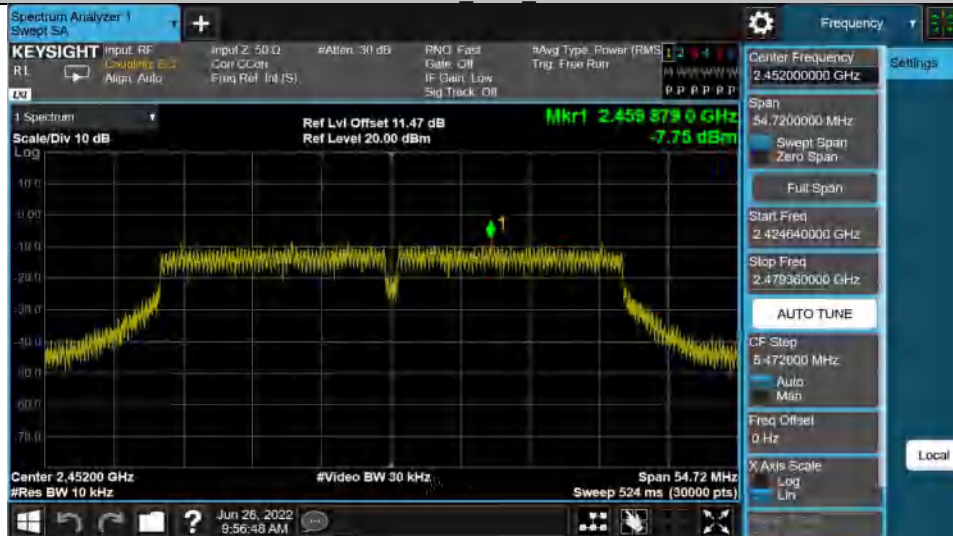 Spectrum Analyzer 1
Swept SA
+
Frequency
KEYSIGHT
RL
LXI
Input: RF
Coupling: DC
Align: Auto
Input Z: 50 Ω
Corr CCorr
Freq Ref: Int (S)
#Atten: 30 dB
PNO: Fast
Gate: Off
IF Gain: Low
Sig Track: Off
#Avg Type: Power (RMS
Trig: Free Run
1 2 3 4
M W W W W W
P P P P P P
1 Spectrum
Scale/Div 10 dB
Log
Ref Lvl Offset 11.47 dB
Ref Level 20.00 dBm
Mkr1 2.459 879 0 GHz
-7.75 dBm
10.0
0.00
-10.0
-20.0
-30.0
-40.0
-50.0
-60.0
-70.0
1
Center 2.45200 GHz
#Res BW 10 kHz
#Video BW 30 kHz
Span 54.72 MHz
Sweep 524 ms (30000 pts)
Center Frequency
2.452000000 GHz
Settings
Span
54.7200000 MHz
Swept Span
Zero Span
Full Span
Start Freq
2.424640000 GHz
Stop Freq
2.479360000 GHz
AUTO TUNE
CF Step
5.472000 MHz
Auto
Man
Freq Offset
0 Hz
X Axis Scale
Log
Lin
Local
?
Jun 26, 2022
9:56:48 AM